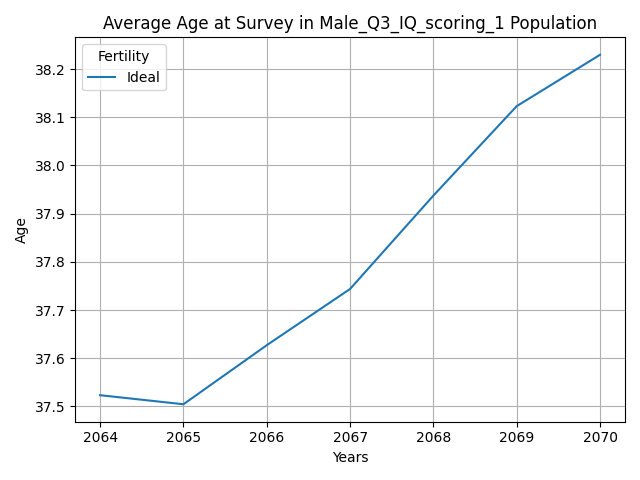 Average Age at Survey in Male_Q3_IQ_scoring_1 Population
Fertility
Ideal
38.2
38.1
38.0
37.9
37.8
37.7
37.6
37.5
Age
2064 2065 2066 2067 2068 2069 2070
Years